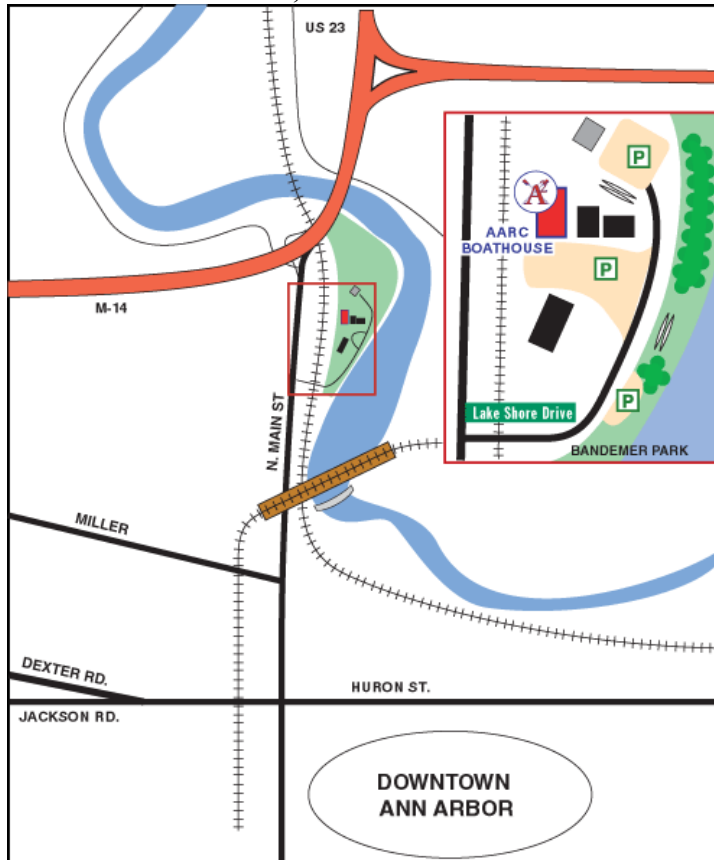 US 23
P
A2
AARC
BOATHOUSE
P
M-14
P
Lake Shore Drive
BANDEMER PARK
N. MAIN ST
MILLER
DEXTER RD.
HURON ST.
JACKSON RD.
DOWNTOWN
ANN ARBOR